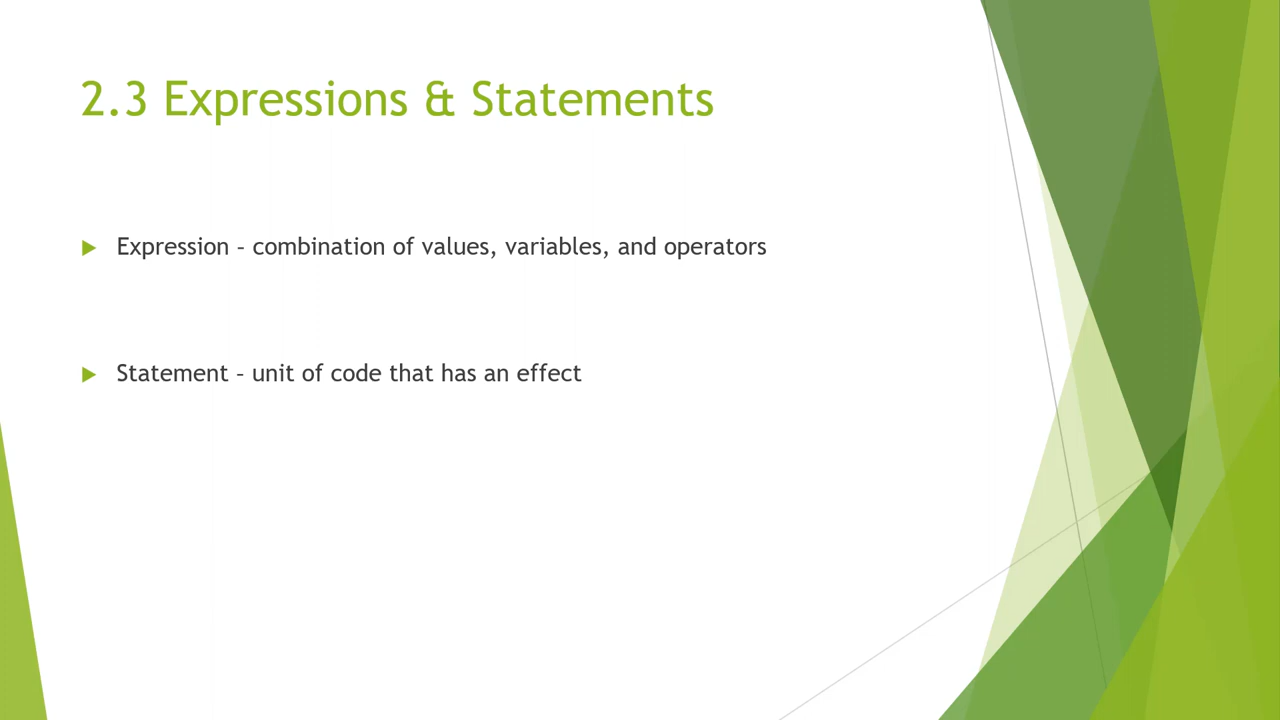 2.3 Expressions & Statements
Expression – combination of values, variables, and operators
Statement – unit of code that has an effect